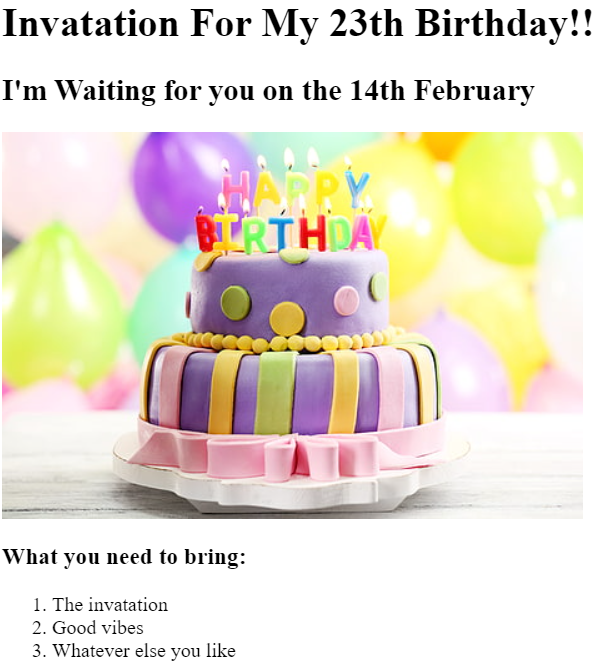 Invatation For My 23th Birthday!!
I'm Waiting for you on the 14th February
HAPPY
BIRTHDAY
What you need to bring:
1. The invatation
2. Good vibes
3. Whatever else you like